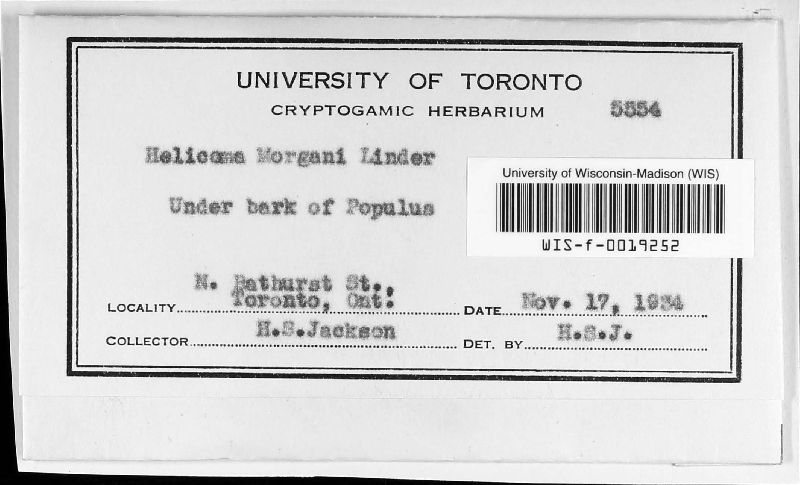 UNIVERSITY OF TORONTO
CRYPTOGAMIC HERBARIUM 5554
Helicoma Morgani Linder
Under bark of Populus
University of Wisconsin-Madison (WIS)
WIS-f-0019252
N. Bathurst St.,
LOCALITY Toronto, Ont: DATE Nov. 17, 1934
COLLECTOR H.S.Jackson DET. BY H.S.J.